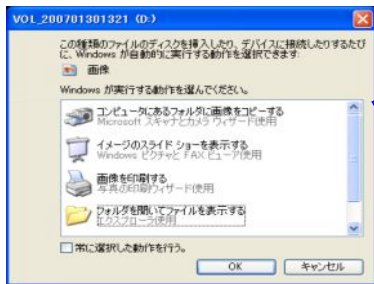 VOL_200701301321 (D:)
この種類のファイルのディスクを挿入したり、デバイスに接続したりするたび
に、Windows が自動的に実行する動作を選択できます:
画像
Windows が実行する動作を選んでください。
コンピュータにあるフォルダに画像をコピーする
Microsoft スキャナとカメラ ウィザード使用
イメージのスライド ショーを表示する
Windows ピクチャと FAX ビューア使用
画像を印刷する
写真の印刷ウィザード使用
フォルダを開いてファイルを表示する
エクスプローラ使用
常に選択した動作を行う。
OK
キャンセル